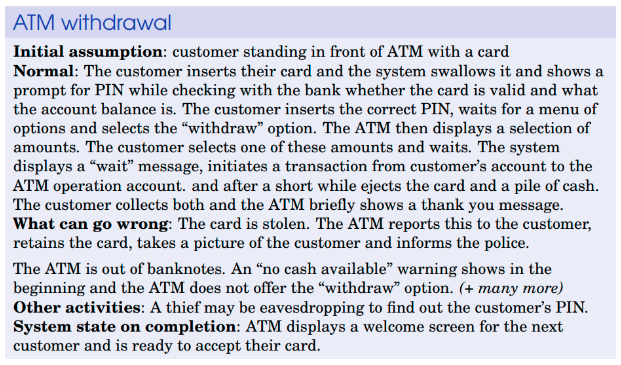 ATM withdrawal
Initial assumption: customer standing in front of ATM with a card
Normal: The customer inserts their card and the system swallows it and shows a
prompt for PIN while checking with the bank whether the card is valid and what
the account balance is. The customer inserts the correct PIN, waits for a menu of
options and selects the “withdraw” option. The ATM then displays a selection of
amounts. The customer selects one of these amounts and waits. The system
displays a “wait” message, initiates a transaction from customer’s account to the
ATM operation account. and after a short while ejects the card and a pile of cash.
The customer collects both and the ATM briefly shows a thank you message.
What can go wrong: The card is stolen. The ATM reports this to the customer,
retains the card, takes a picture of the customer and informs the police.
The ATM is out of banknotes. An “no cash available” warning shows in the
beginning and the ATM does not offer the “withdraw” option. (+ many more)
Other activities: A thief may be eavesdropping to find out the customer’s PIN.
System state on completion: ATM displays a welcome screen for the next
customer and is ready to accept their card.